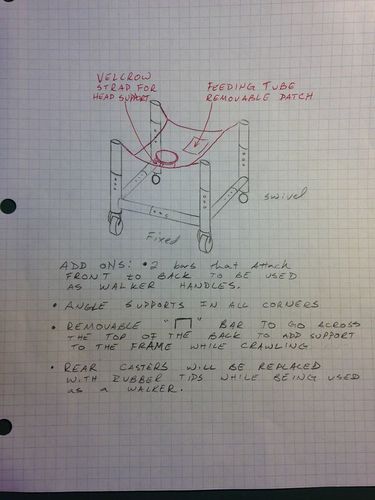 VELCROW
STRAP FOR
HEAD SUPPORT
FEEDING TUBE
REMOVABLE PATCH
Swivel
Fixed
ADD ONS: • 2 bars that Attach
FRONT to BACK TO BE USED
AS WALKER HANDLES.
• ANGLE SUPPORTS IN ALL CORNERS
• REMOVABLE " " BAR TO GO ACROSS
THE TOP OF THE BACK TO ADD SUPPORT
TO THE FRAME WHILE CRAWLING
• REAR CASTERS WILL BE REPLACED
WITH RUBBER TIPS WHILE BEING USED
AS A WALKER.